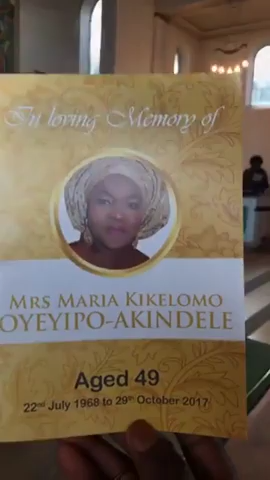 In loving Memory of
MRS MARIA KIKELOMO
OYEYIPO-AKINDELE
Aged 49
22nd July 1968 to 29th October 2017